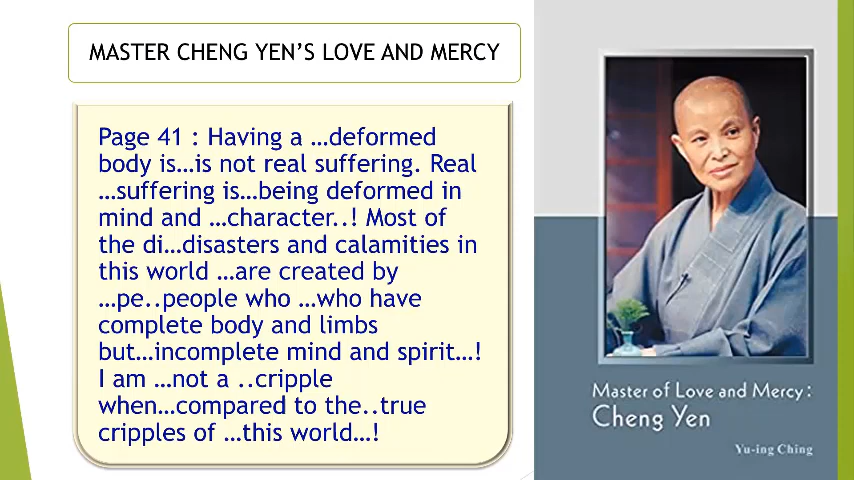 MASTER CHENG YEN’S LOVE AND MERCY
Page 41 : Having a …deformed
body is…is not real suffering. Real
…suffering is…being deformed in
mind and …character..! Most of
the di…disasters and calamities in
this world …are created by
…pe..people who …who have
complete body and limbs
but…incomplete mind and spirit…!
I am …not a ..cripple
when…compared to the..true
cripples of …this world…!
Master of Love and Mercy:
Cheng Yen
Yu-ing Ching